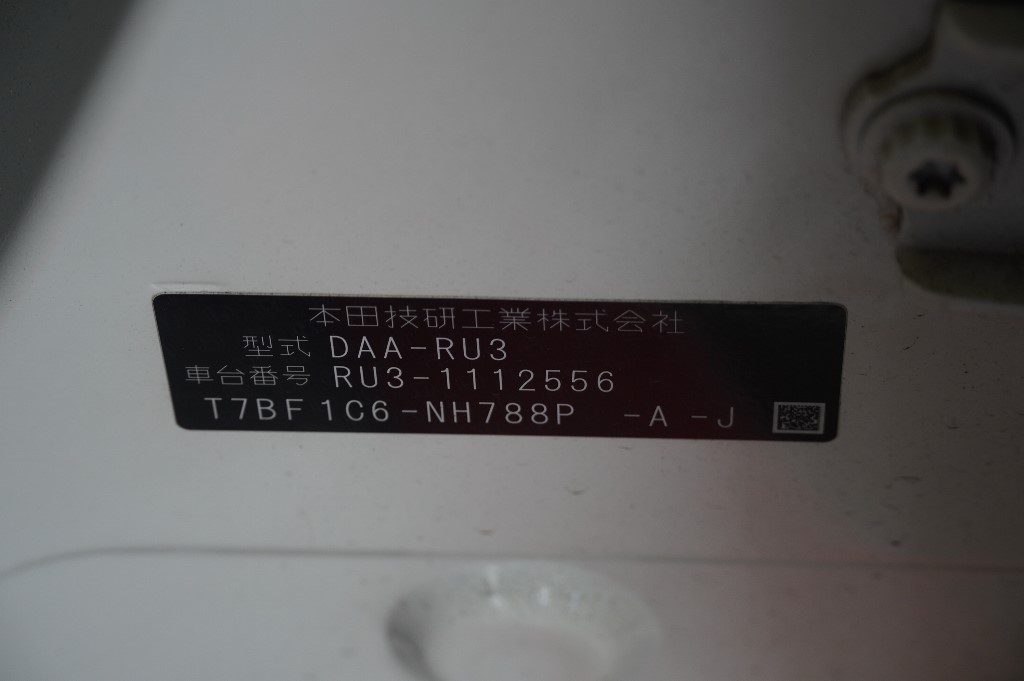 本田技研工業株式会社
型式 DAA-RU3
車台番号 RU3-1112556
T7BF1C6-NH788P -A -J